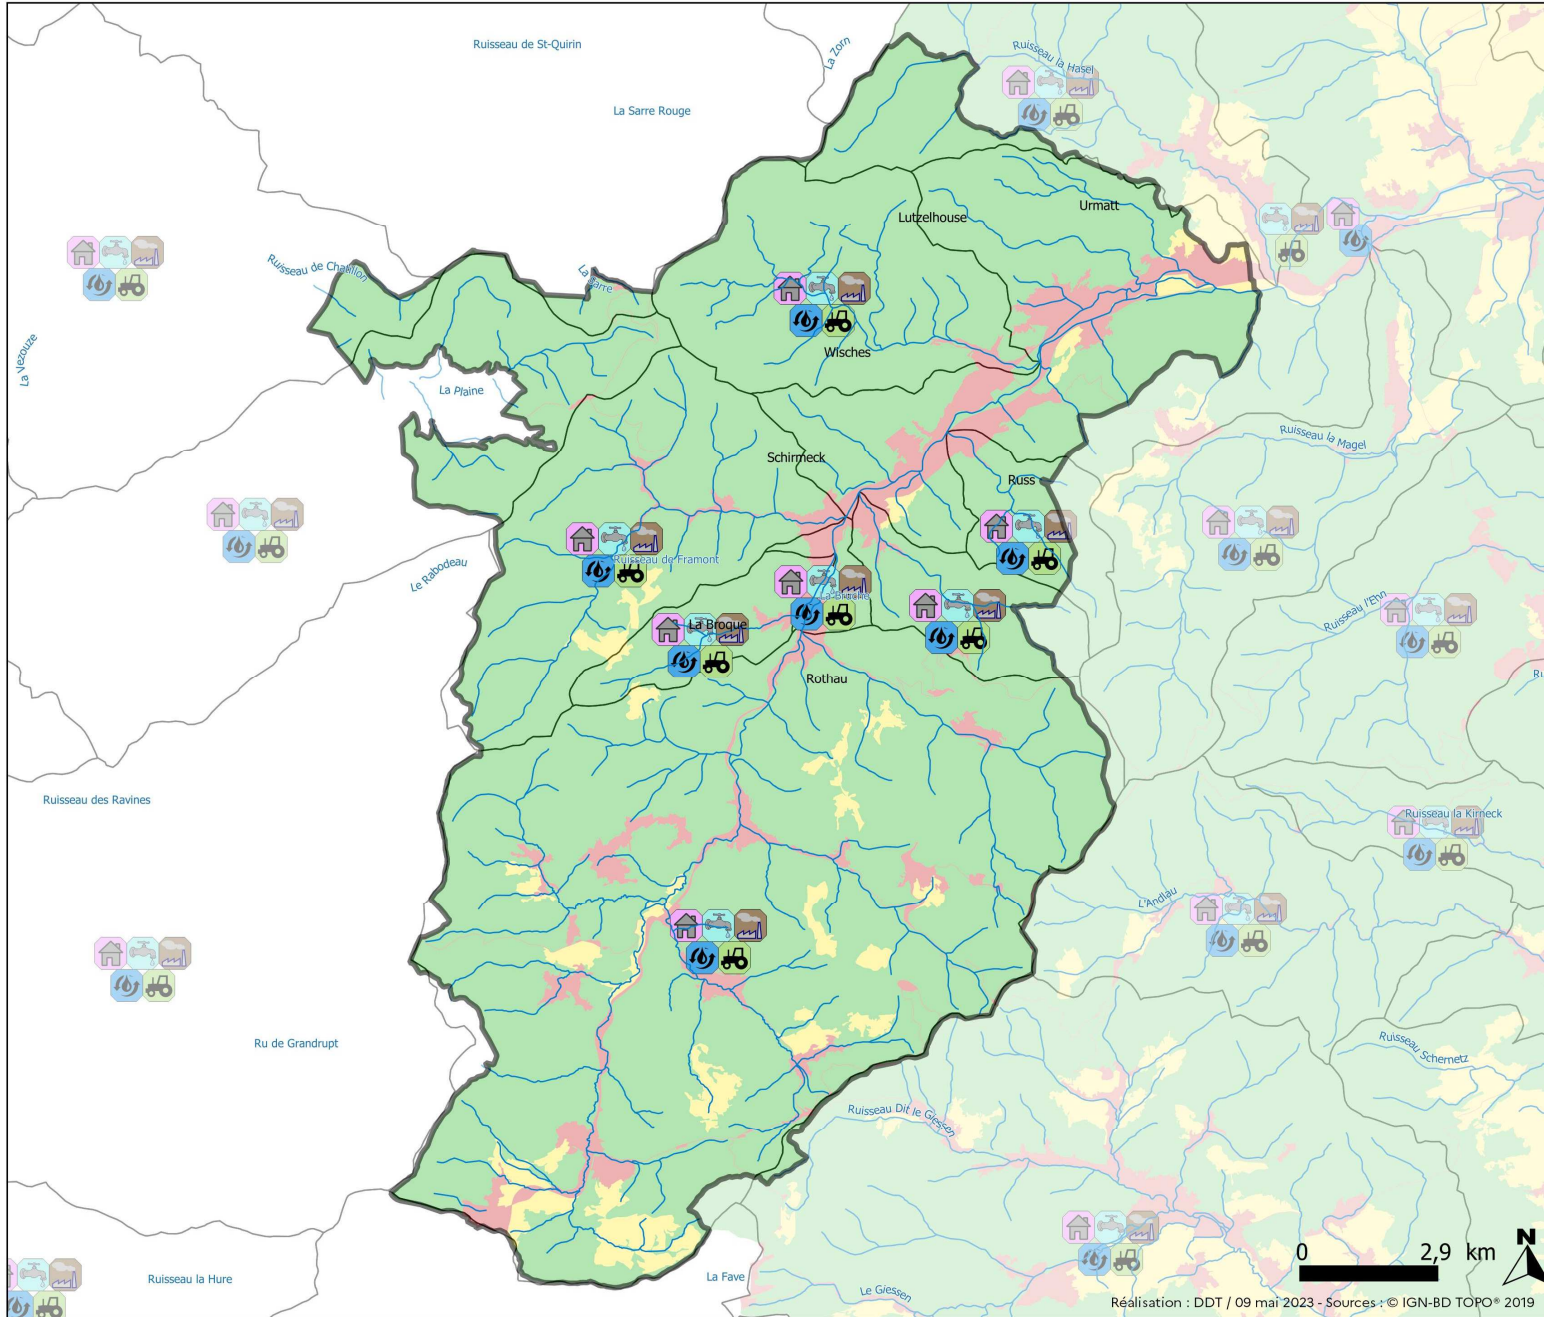 Ruisseau de St-Quirin
La Zorn
Ruisseau la Hasel
La Sarre Rouge
Urmatt
Lutzelhouse
Ruisseau de Chatillon
La Sarre
La Vezouze
Wisches
La Plaine
Ruisseau la Magel
Schirmeck
Russ
Ruisseau de Framont
Le Rabodeau
La Bruche
Ruisseau l'Ehn
La Broque
Rothau
Ru
Ruisseau des Ravines
Ruisseau la Kirneck
L'Andlau
Ru de Grandrupt
Ruisseau Schernetz
Ruisseau Dit le Giessen
N
0 2,9 km
Ruisseau la Hure
La Fave
Le Giessen
Réalisation : DDT / 09 mai 2023 - Sources : © IGN-BD TOPO® 2019